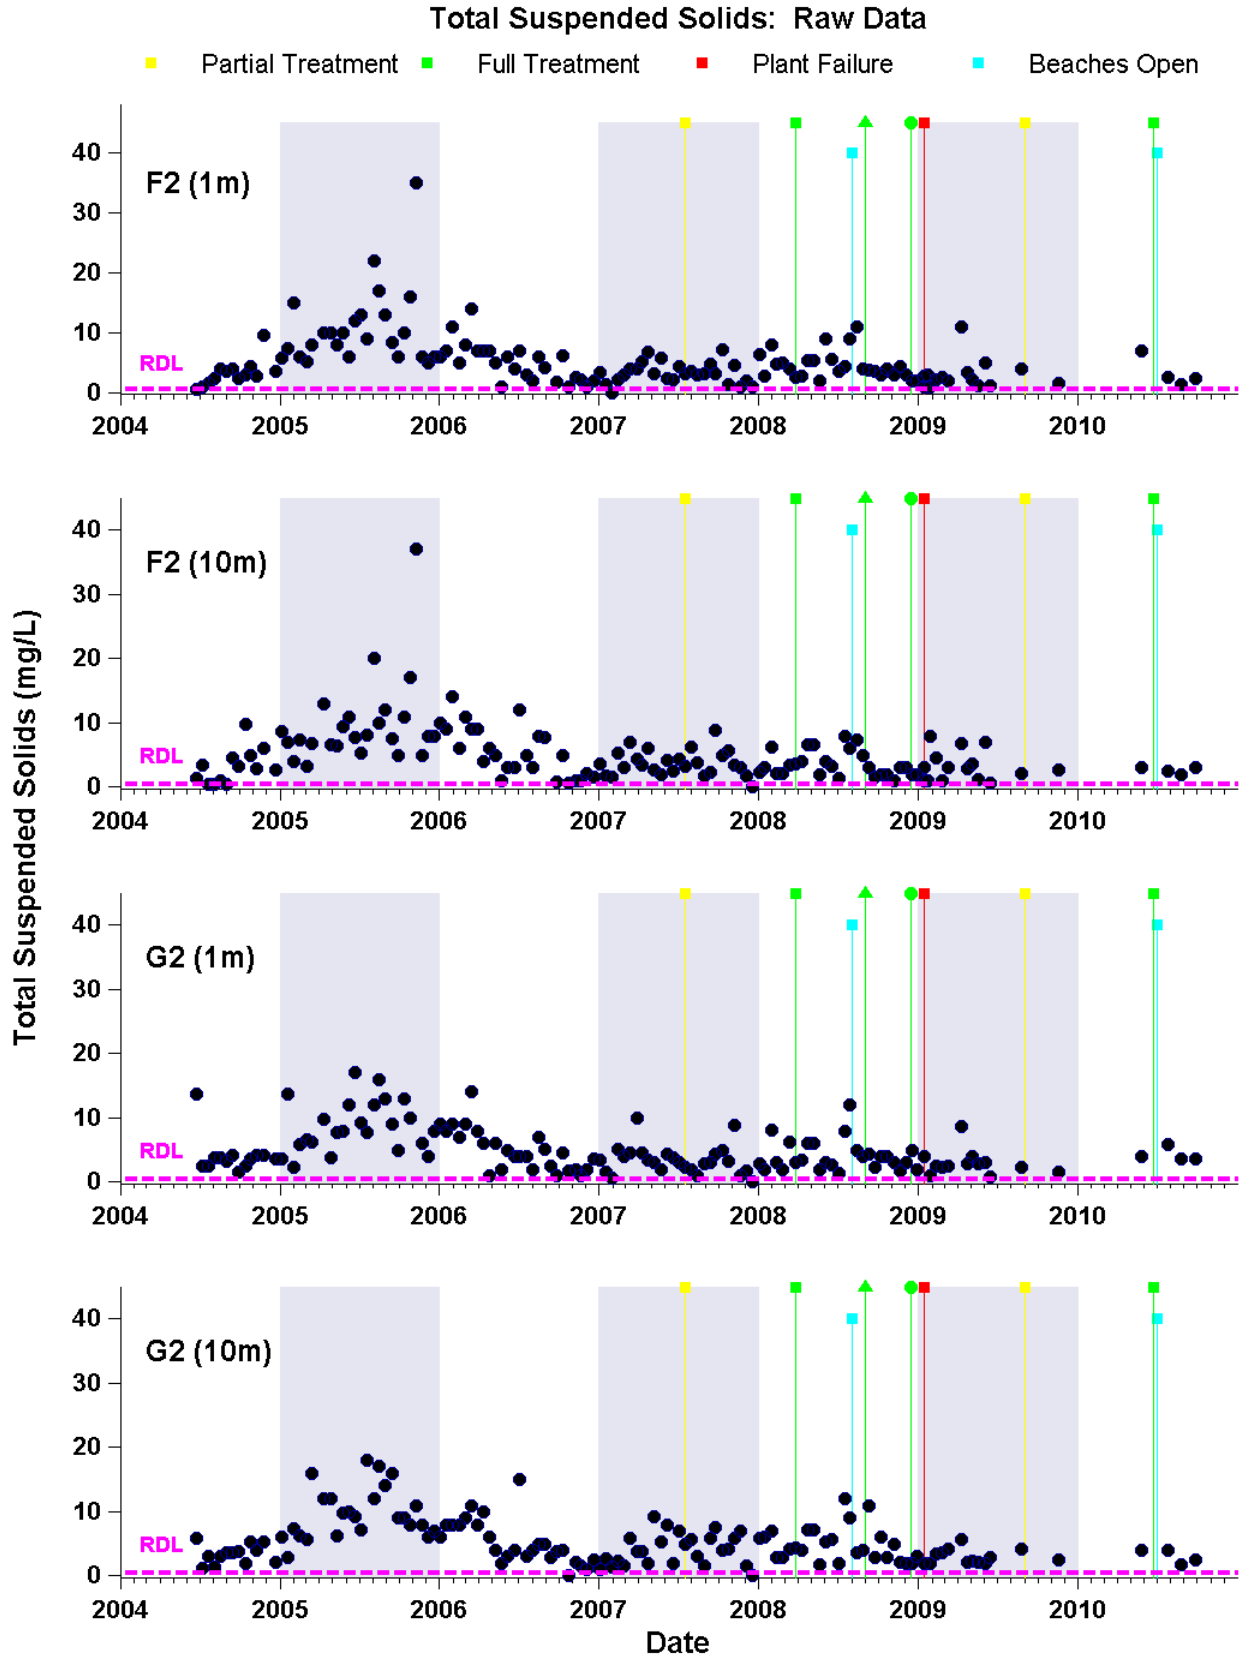 Total Suspended Solids: Raw Data
Partial Treatment Full Treatment Plant Failure Beaches Open
Total Suspended Solids (mg/L)
F2 (1m)
40
30
20
10
0
RDL
2004 2005 2006 2007 2008 2009 2010
F2 (10m)
40
30
20
10
0
RDL
2004 2005 2006 2007 2008 2009 2010
G2 (1m)
40
30
20
10
0
RDL
2004 2005 2006 2007 2008 2009 2010
G2 (10m)
40
30
20
10
0
RDL
2004 2005 2006 2007 2008 2009 2010
Date